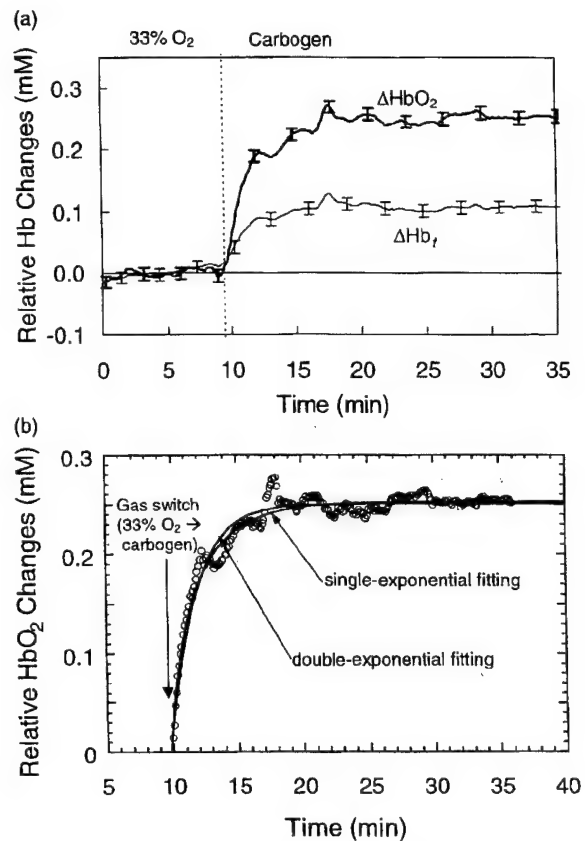 (a)
33% O₂ Carbogen
Relative Hb Changes (mM)
0.3
0.2
0.1
0.0
-0.1
ΔHbO₂
ΔHbₜ
0 5 10 15 20 25 30 35
Time (min)
(b)
Relative HbO₂ Changes (mM)
0.3
0.2
0.1
0
Gas switch
(33% O₂ →
carbogen)
single-exponential fitting
double-exponential fitting
5 10 15 20 25 30 35 40
Time (min)